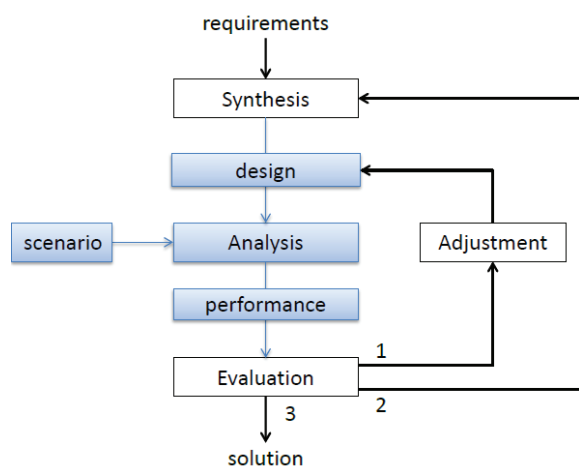 requirements
Synthesis
design
scenario
Analysis
Adjustment
performance
1
Evaluation
3
2
solution